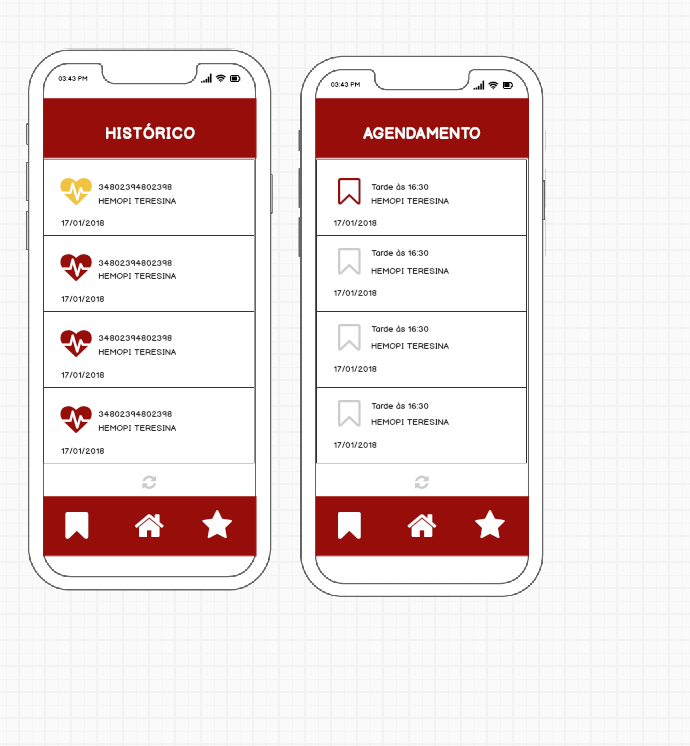 03:43 PM
HISTÓRICO
34802394802398
HEMOPI TERESINA
17/01/2018
34802394802398
HEMOPI TERESINA
17/01/2018
34802394802398
HEMOPI TERESINA
17/01/2018
34802394802398
HEMOPI TERESINA
17/01/2018
03:43 PM
AGENDAMENTO
Tarde às 16:30
HEMOPI TERESINA
17/01/2018
Tarde às 16:30
HEMOPI TERESINA
17/01/2018
Tarde às 16:30
HEMOPI TERESINA
17/01/2018
Tarde às 16:30
HEMOPI TERESINA
17/01/2018